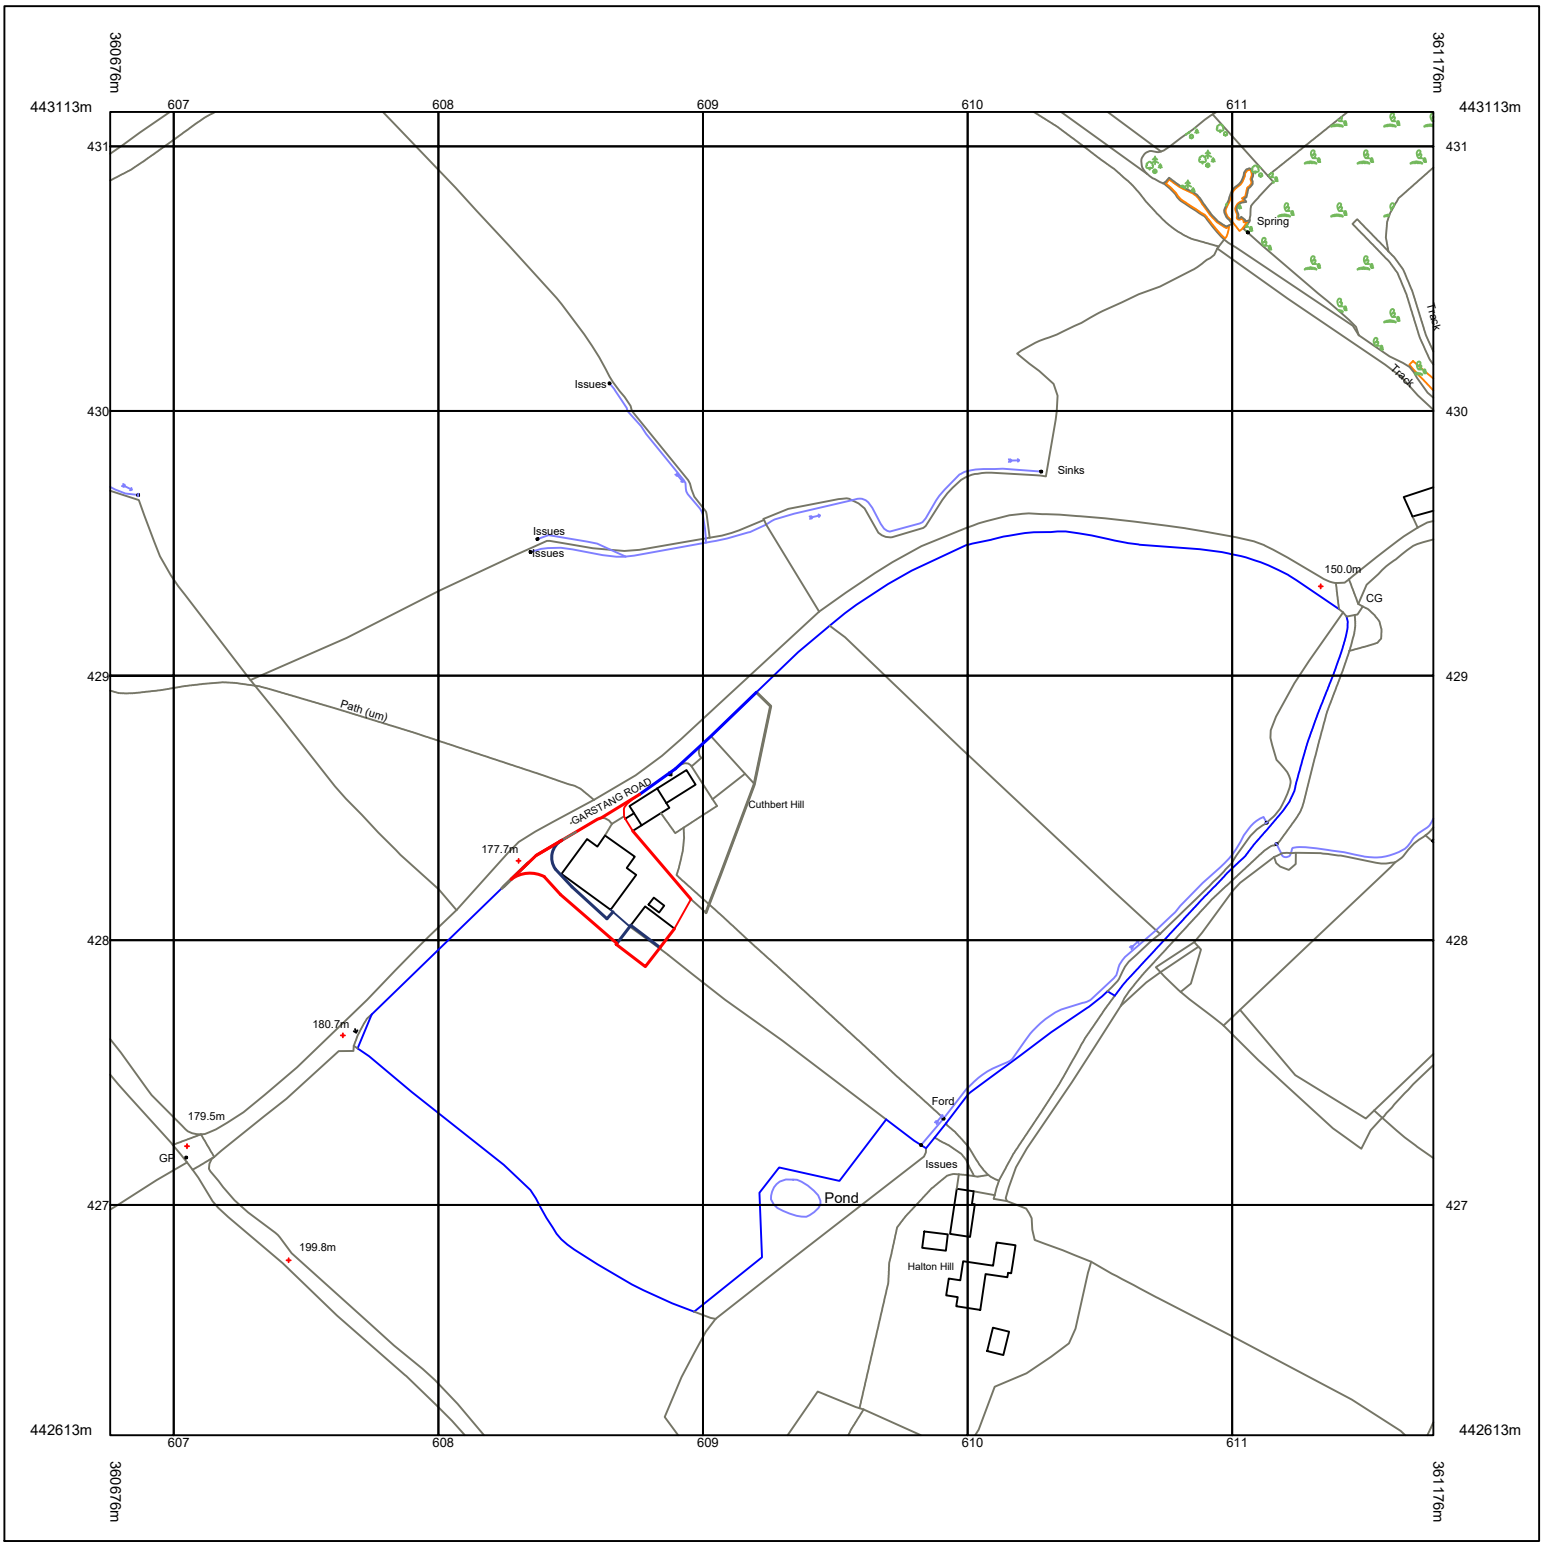 360676m
361176m
443113m
607
608
609
610
611
443113m
431
431
Spring
Track
Track
Issues
430
430
Sinks
Issues
Issues
150.0m
CG
429
429
Path (um)
-GARSTANG ROAD
Cuthbert Hill
177.7m
428
428
180.7m
Ford
179.5m
GP
Issues
Pond
427
427
199.8m
Halton Hill
442613m
607
608
609
610
611
442613m
360676m
361176m